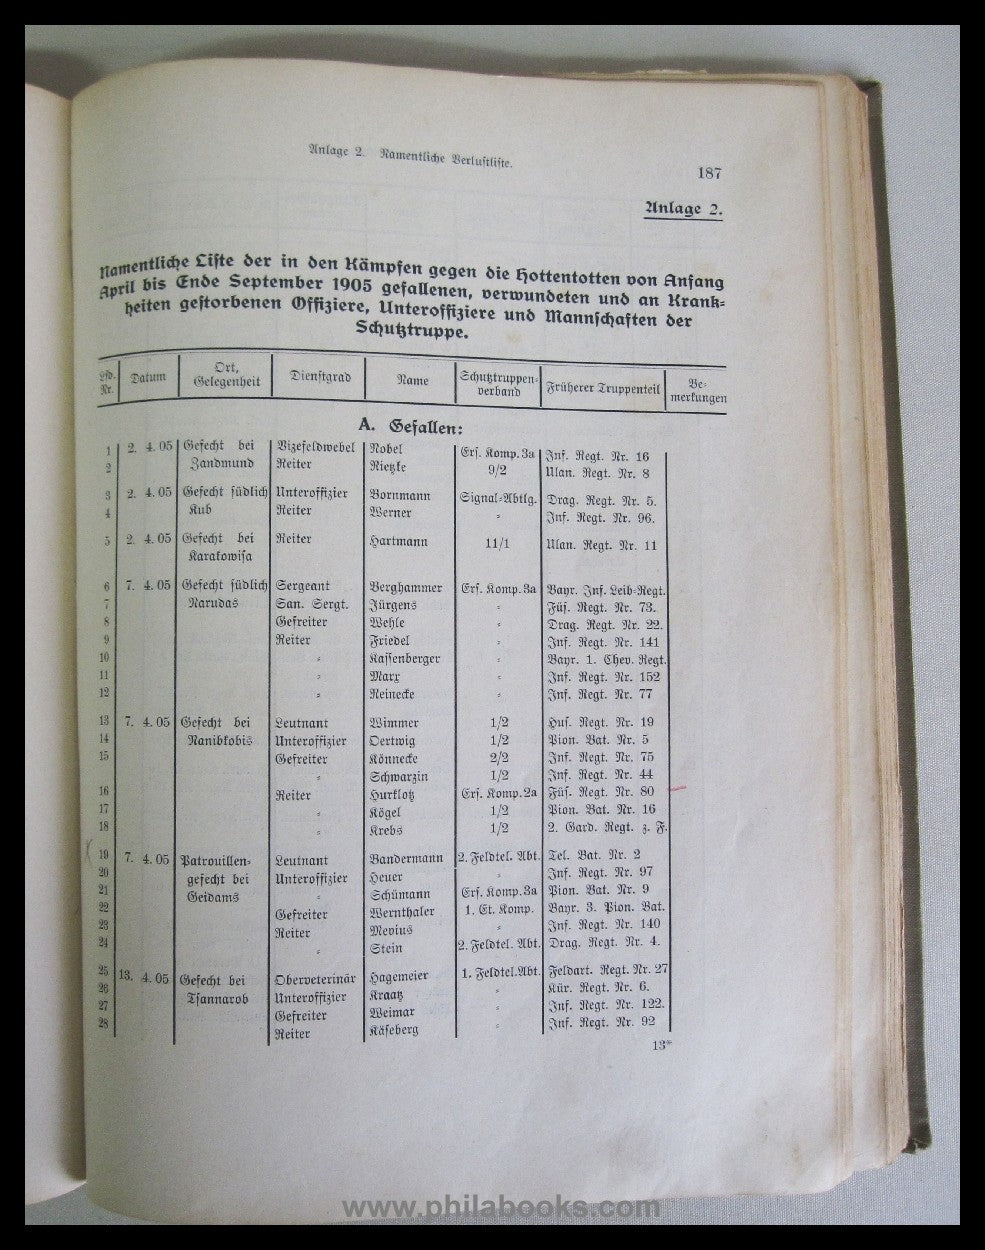 Anlage 2. Namentliche Verlustliste.
187
Anlage 2.
Namentliche Liste der in den Kämpfen gegen die Hottentotten von Anfang
April bis Ende September 1905 gefallenen, verwundeten und an Krank-
heiten gestorbenen Offiziere, Unteroffiziere und Mannschaften der
Schutztruppe.
Lfd. Nr. Datum Ort, Gelegenheit Dienstgrad Name Schutztruppen-verband Früherer Truppenteil Be-merkungen
A. Gefallen:
1 2. 4. 05 Gefecht bei Vizefeldwebel Nobel Ers. Komp. 3a Inf. Regt. Nr. 16
2 Zandmund Reiter Rietzke 9/2 Ulan. Regt. Nr. 8
3 2. 4. 05 Gefecht südlich Unteroffizier Bornmann Signal-Abtlg. Drag. Regt. Nr. 5.
4 Kub Reiter Werner " Inf. Regt. Nr. 96.
5 2. 4. 05 Gefecht bei Reiter Hartmann 11/1 Ulan. Regt. Nr. 11
Karakowisa
6 7. 4. 05 Gefecht südlich Sergeant Berghammer Ers. Komp. 3a Bayr. Inf. Leib-Regt.
7 Narudas San. Sergt. Jürgens " Füs. Regt. Nr. 73.
8 Gefreiter Wehle " Drag. Regt. Nr. 22.
9 Reiter Friedel " Inf. Regt. Nr. 141
10 " Kassenberger " Bayr. 1. Chev. Regt.
11 " Marx " Inf. Regt. Nr. 152
12 " Reinecke " Inf. Regt. Nr. 77
13 7. 4. 05 Gefecht bei Leutnant Wimmer 1/2 Hus. Regt. Nr. 19
14 Nanibkobis Unteroffizier Oertwig 1/2 Pion. Bat. Nr. 5
15 Gefreiter Könnecke 2/2 Inf. Regt. Nr. 75
" Schwarzin 1/2 Inf. Regt. Nr. 44
16 Reiter Hurklotz Ers. Komp. 2a Füs. Regt. Nr. 80
17 " Kögel 1/2 Pion. Bat. Nr. 16
18 " Krebs 1/2 2. Gard. Regt. z. F.
19 7. 4. 05 Patrouillen- Leutnant Bandermann 2. Feldtel. Abt. Tel. Bat. Nr. 2
20 gefecht bei Unteroffizier Heuer " Inf. Regt. Nr. 97
21 Geidams " Schümann Ers. Komp. 3a Pion. Bat. Nr. 9
22 Gefreiter Wernthaler 1. Et. Komp. Bayr. 3. Pion. Bat.
23 Reiter Mevius " Inf. Regt. Nr. 140
24 " Stein 2. Feldtel. Abt. Drag. Regt. Nr. 4.
25 13. 4. 05 Gefecht bei Oberveterinär Hagemeier 1. Feldtel. Abt. Feldart. Regt. Nr. 27
26 Tsannarob Unteroffizier Kraatz " Kür. Regt. Nr. 6.
27 Gefreiter Weimar " Inf. Regt. Nr. 122.
28 Reiter Käseberg " Inf. Regt. Nr. 92
13*
www.philabooks.com